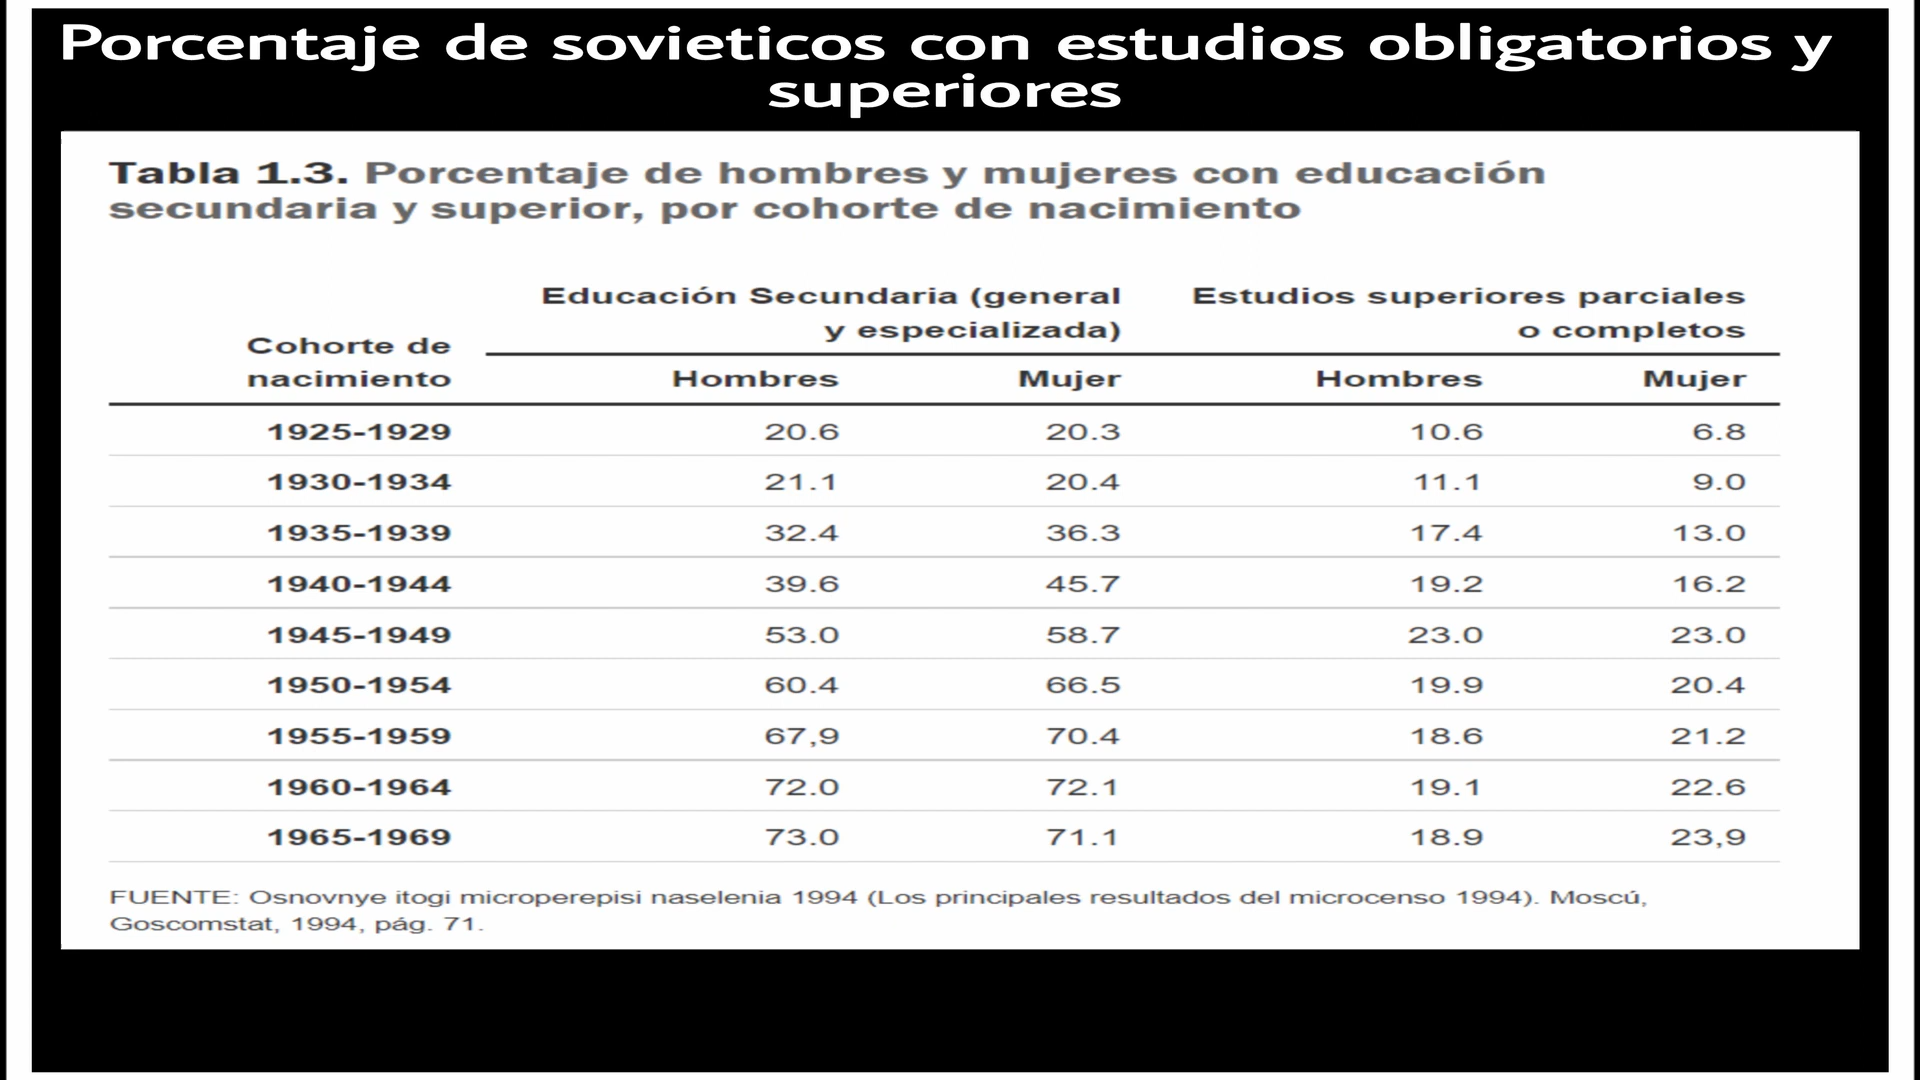 Porcentaje de sovieticos con estudios obligatorios y
superiores
Tabla 1.3. Porcentaje de hombres y mujeres con educación
secundaria y superior, por cohorte de nacimiento
Cohorte de
nacimiento
Educación Secundaria (general
y especializada)
Estudios superiores parciales
o completos
Hombres Mujer Hombres Mujer
1925-1929 20.6 20.3 10.6 6.8
1930-1934 21.1 20.4 11.1 9.0
1935-1939 32.4 36.3 17.4 13.0
1940-1944 39.6 45.7 19.2 16.2
1945-1949 53.0 58.7 23.0 23.0
1950-1954 60.4 66.5 19.9 20.4
1955-1959 67,9 70.4 18.6 21.2
1960-1964 72.0 72.1 19.1 22.6
1965-1969 73.0 71.1 18.9 23,9
FUENTE: Osnovnye itogi microperepisi naselenia 1994 (Los principales resultados del microcenso 1994). Moscú,
Goscomstat, 1994, pág. 71.